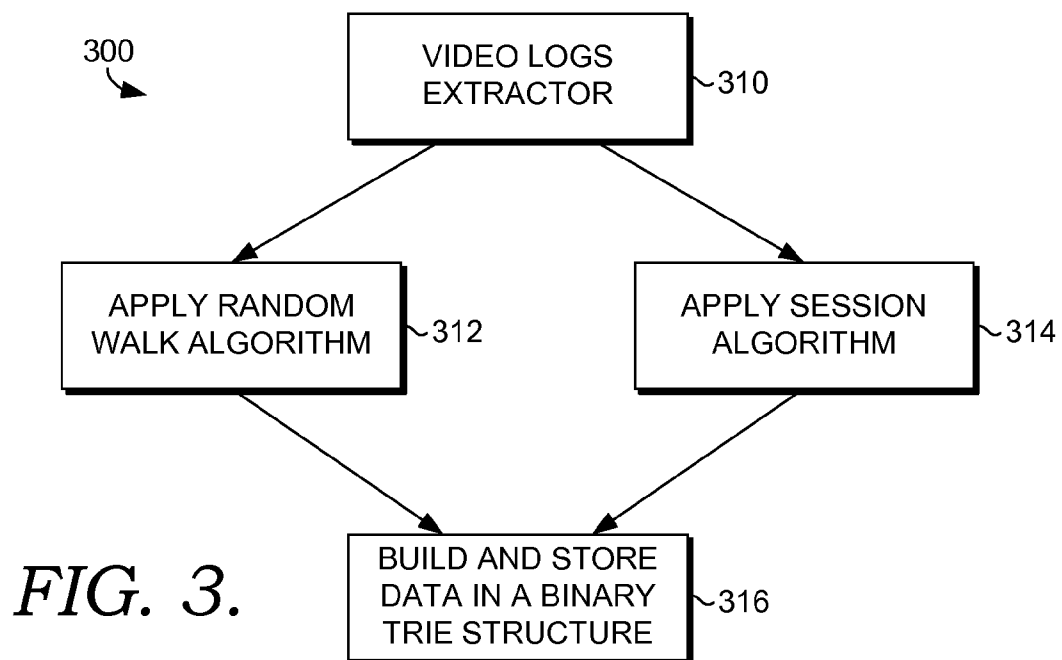 300
VIDEO LOGS
EXTRACTOR
310
APPLY RANDOM
WALK ALGORITHM
312
APPLY SESSION
ALGORITHM
314
BUILD AND STORE
DATA IN A BINARY
TRIE STRUCTURE
316
FIG. 3.